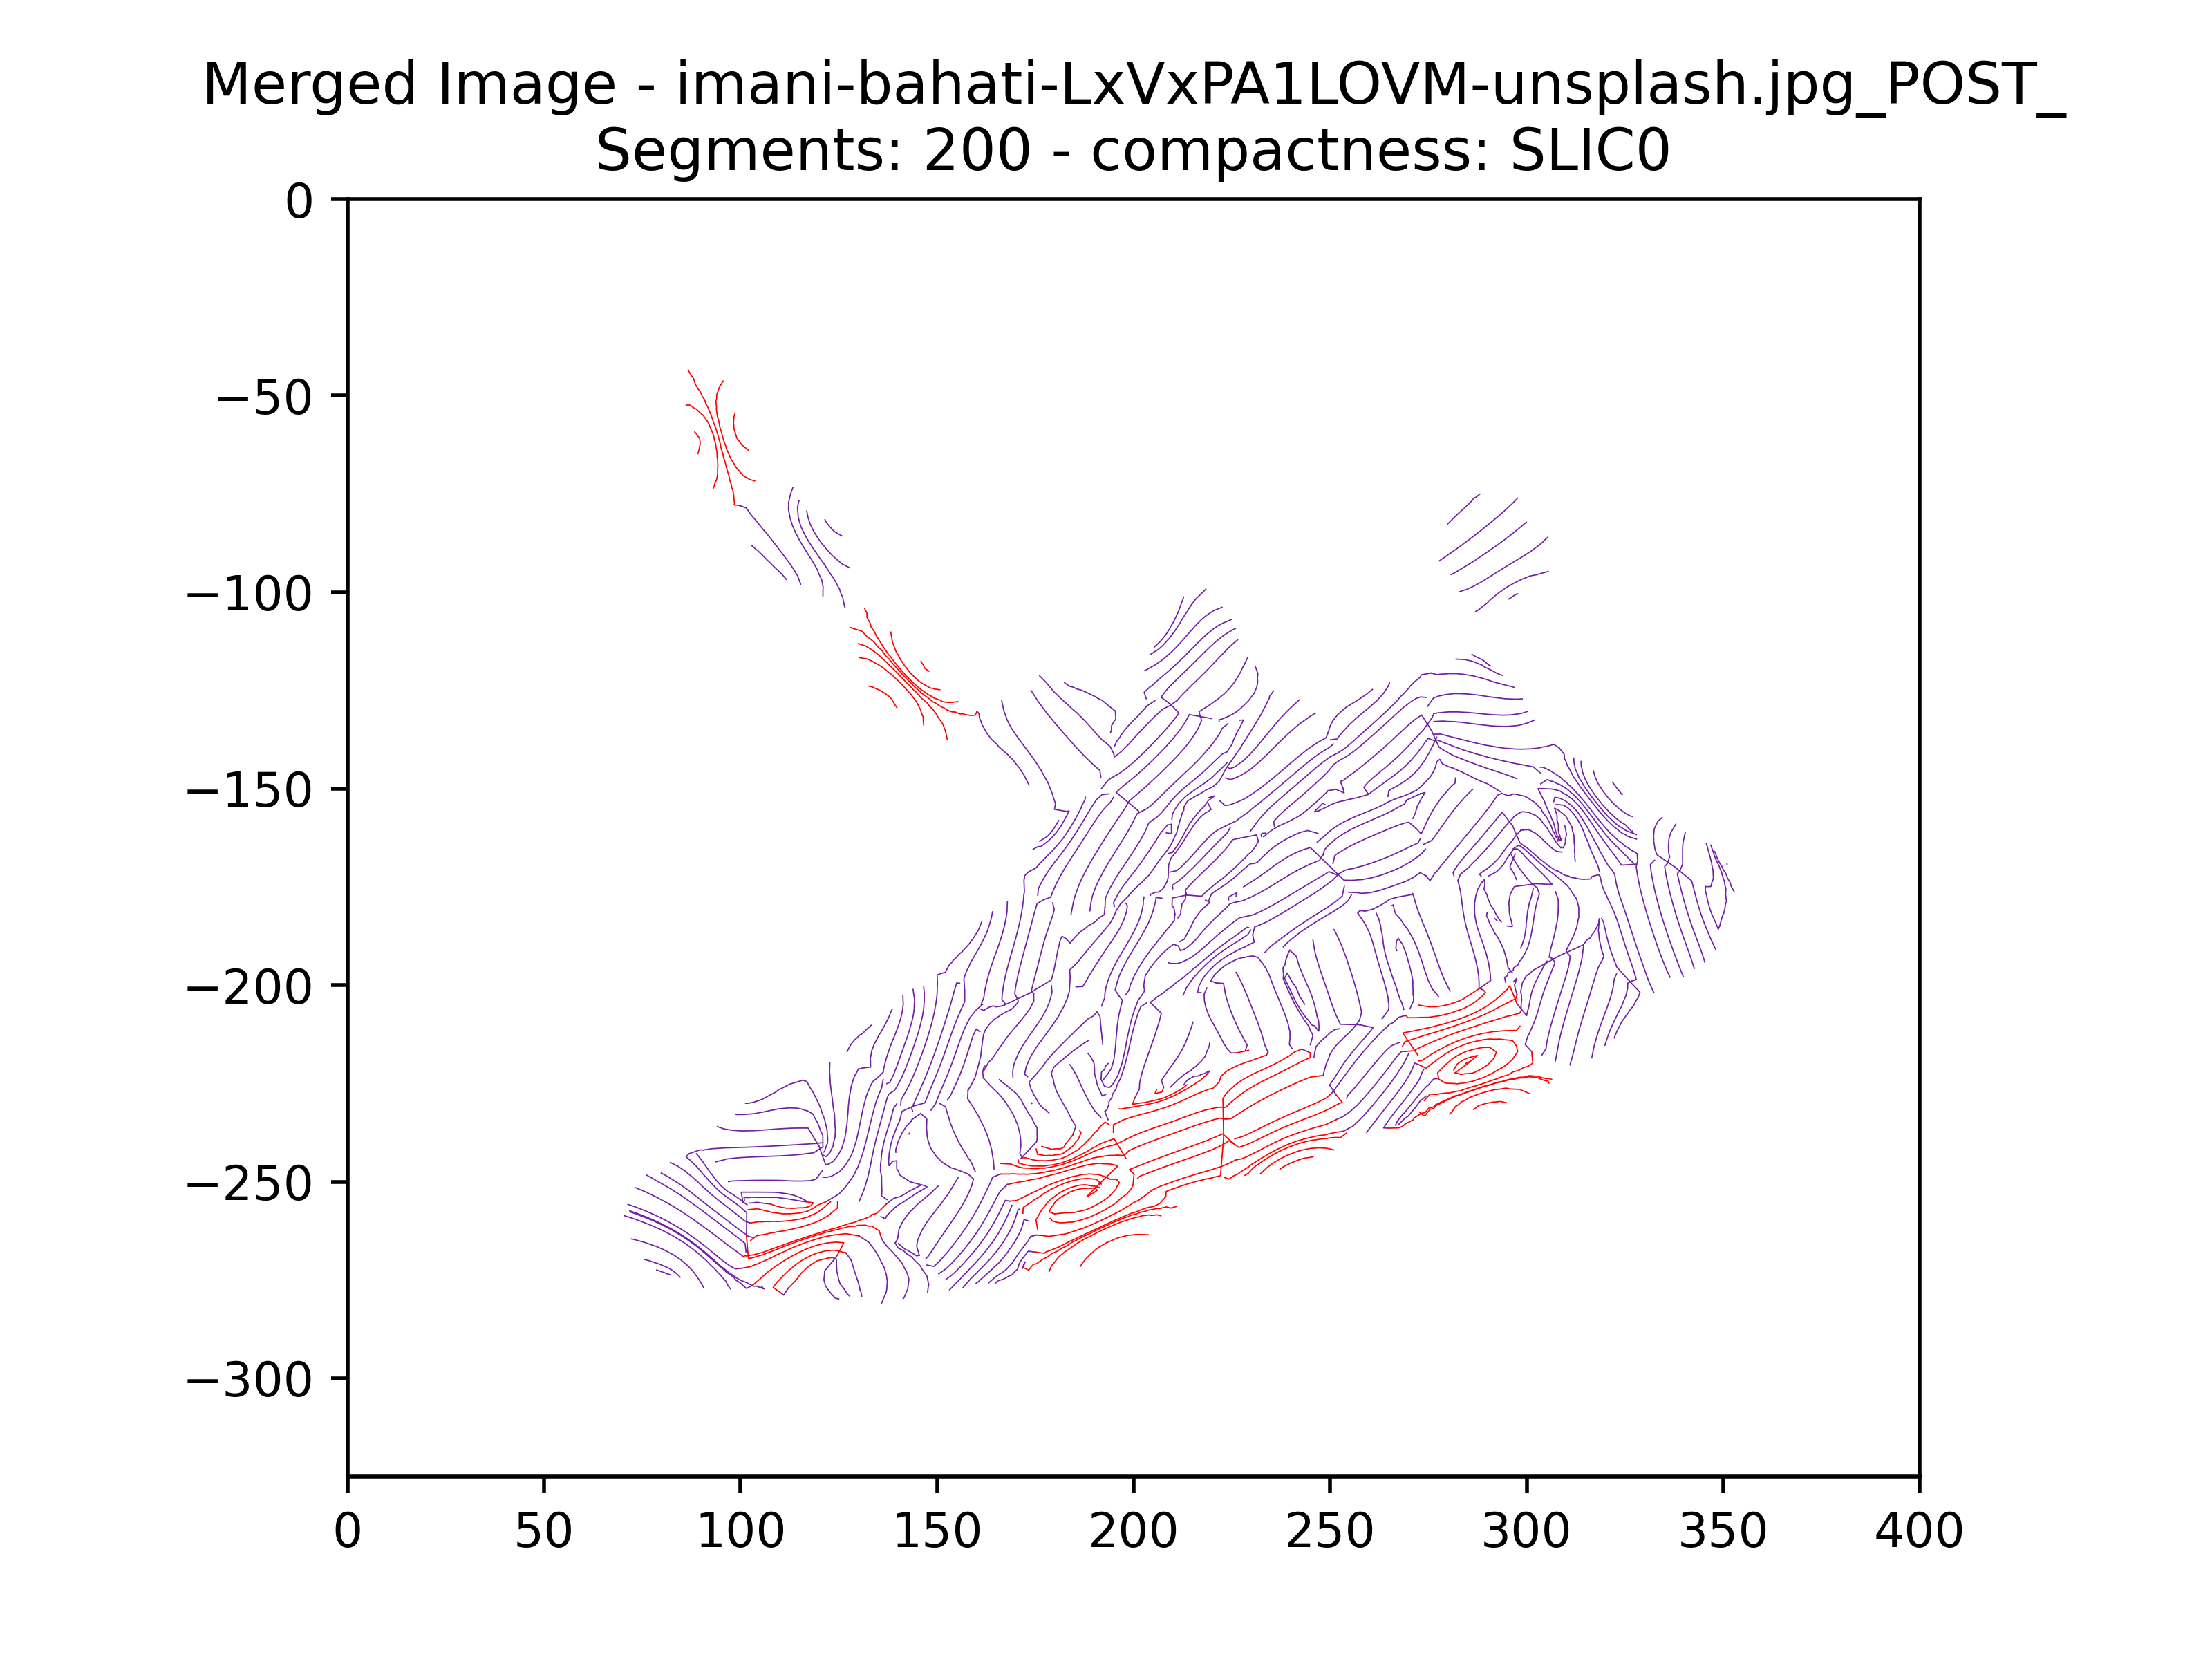 Merged Image - imani-bahati-LxVxPA1LOVM-unsplash.jpg_POST_
Segments: 200 - compactness: SLIC0
0
−50
−100
−150
−200
−250
−300
0 50 100 150 200 250 300 350 400